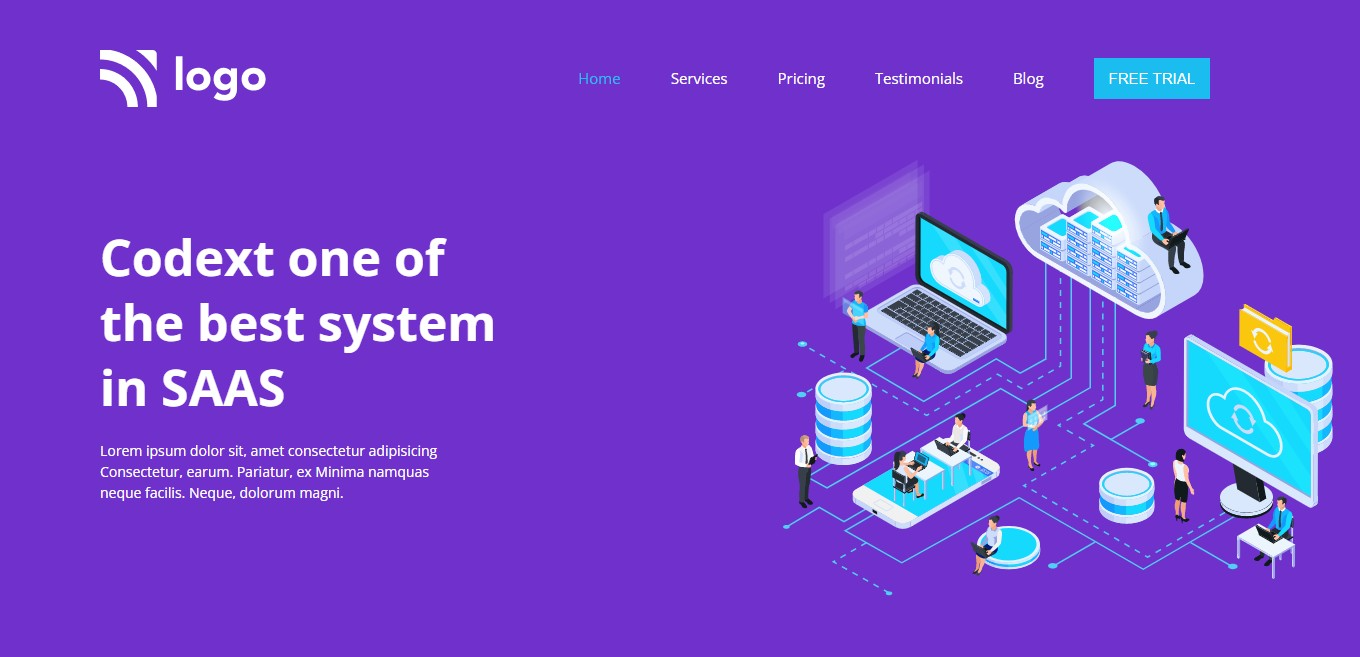 logo
Home Services Pricing Testimonials Blog FREE TRIAL
Codext one of
the best system
in SAAS
Lorem ipsum dolor sit, amet consectetur adipisicing
Consectetur, earum. Pariatur, ex Minima namquas
neque facilis. Neque, dolorum magni.